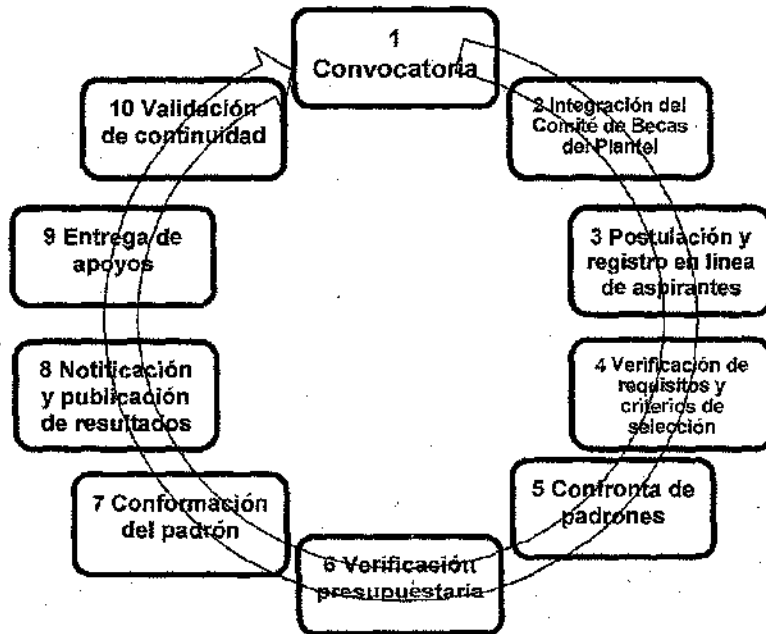 1
Convocatoria
2 Integración del
Comité de Becas
del Plantel
3 Postulación y
registro en línea
de aspirantes
4 Verificación de
requisitos y
criterios de
selección
5 Confronta de
padrones
6 Verificación
presupuestaria
7 Conformación
del padrón
8 Notificación
y publicación
de resultados
9 Entrega de
apoyos
10 Validación
de continuidad